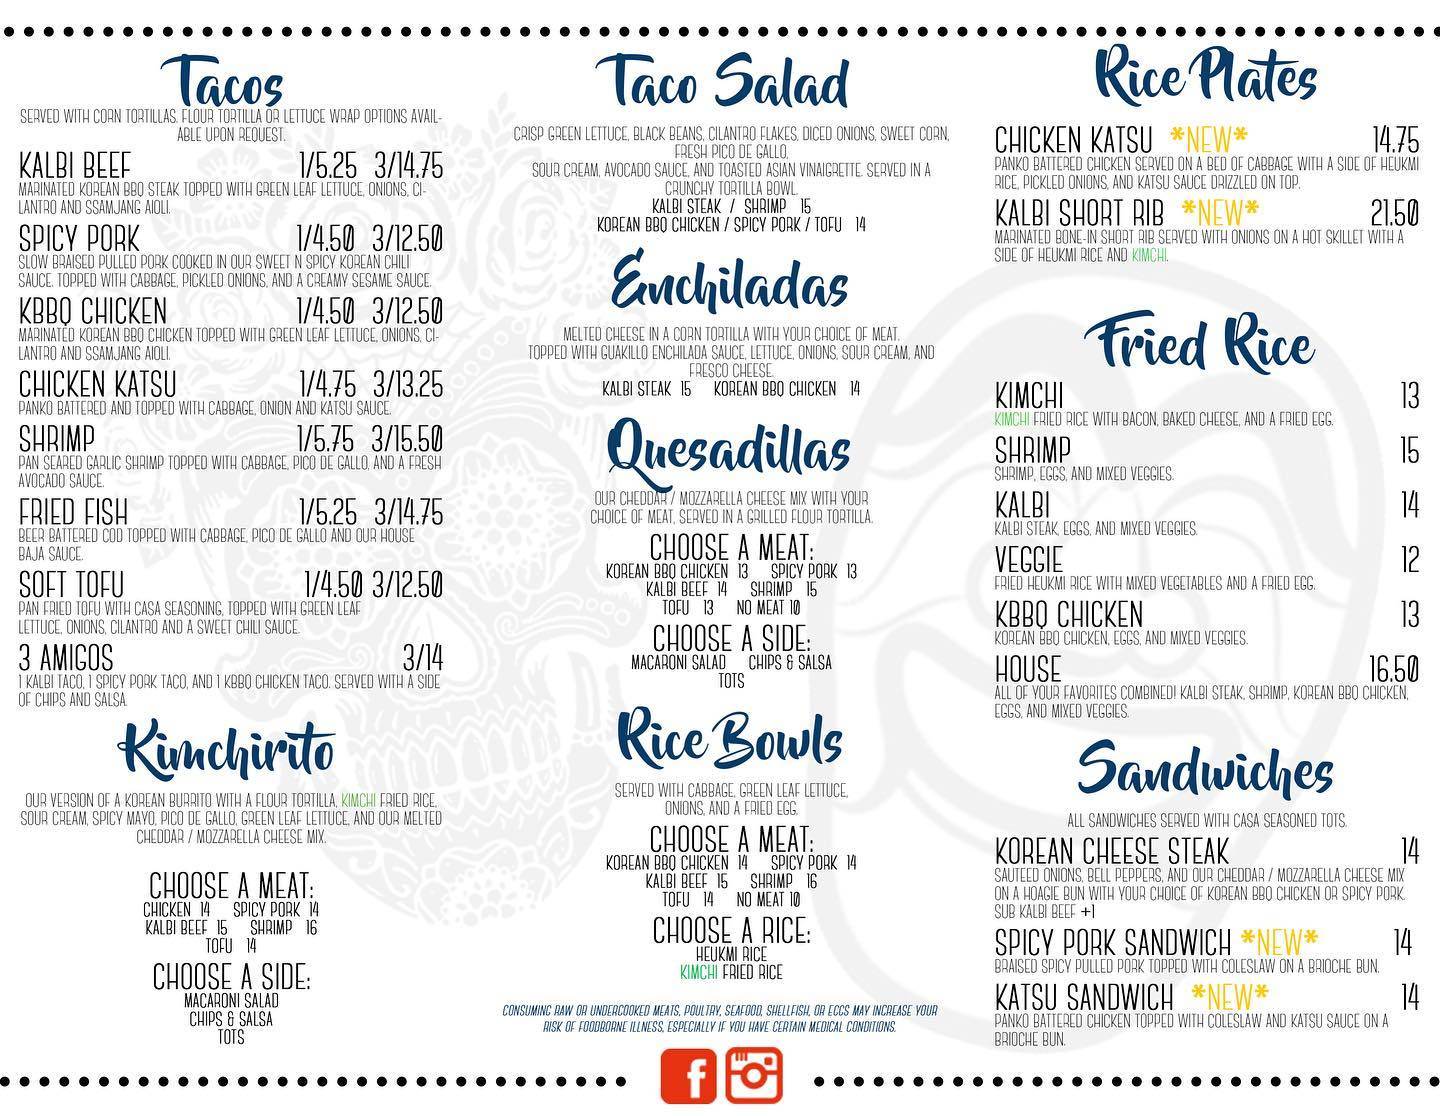 Tacos
SERVED WITH CORN TORTILLAS. FLOUR TORTILLA OR LETTUCE WRAP OPTIONS AVAIL-
ABLE UPON REQUEST.
KALBI BEEF 1/5.25 3/14.75
MARINATED KOREAN BBQ STEAK TOPPED WITH GREEN LEAF LETTUCE, ONIONS, CI-
LANTRO AND SSAMJANG AIOLI.
SPICY PORK 1/4.50 3/12.50
SLOW BRAISED PULLED PORK COOKED IN OUR SWEET N SPICY KOREAN CHILI
SAUCE. TOPPED WITH CABBAGE, PICKLED ONIONS, AND A CREAMY SESAME SAUCE.
KBBQ CHICKEN 1/4.50 3/12.50
MARINATED KOREAN BBQ CHICKEN TOPPED WITH GREEN LEAF LETTUCE, ONIONS, CI-
LANTRO AND SSAMJANG AIOLI.
CHICKEN KATSU 1/4.75 3/13.25
PANKO BATTERED AND TOPPED WITH CABBAGE, ONION AND KATSU SAUCE.
SHRIMP 1/5.75 3/15.50
PAN SEARED GARLIC SHRIMP TOPPED WITH CABBAGE, PICO DE GALLO, AND A FRESH
AVOCADO SAUCE.
FRIED FISH 1/5.25 3/14.75
BEER BATTERED COD TOPPED WITH CABBAGE, PICO DE GALLO AND OUR HOUSE
BAJA SAUCE.
SOFT TOFU 1/4.50 3/12.50
PAN FRIED TOFU WITH CASA SEASONING, TOPPED WITH GREEN LEAF
LETTUCE, ONIONS, CILANTRO AND A SWEET CHILI SAUCE.
3 AMIGOS 3/14
1 KALBI TACO, 1 SPICY PORK TACO, AND 1 KBBQ CHICKEN TACO. SERVED WITH A SIDE
OF CHIPS AND SALSA.
Kimchirito
OUR VERSION OF A KOREAN BURRITO WITH A FLOUR TORTILLA, KIMCHI FRIED RICE,
SOUR CREAM, SPICY MAYO, PICO DE GALLO, GREEN LEAF LETTUCE, AND OUR MELTED
CHEDDAR / MOZZARELLA CHEESE MIX.
CHOOSE A MEAT:
CHICKEN 14 SPICY PORK 14
KALBI BEEF 15 SHRIMP 16
TOFU 14
CHOOSE A SIDE:
MACARONI SALAD
CHIPS & SALSA
TOTS
Taco Salad
CRISP GREEN LETTUCE, BLACK BEANS, CILANTRO FLAKES, DICED ONIONS, SWEET CORN,
FRESH PICO DE GALLO,
SOUR CREAM, AVOCADO SAUCE, AND TOASTED ASIAN VINAIGRETTE. SERVED IN A
CRUNCHY TORTILLA BOWL.
KALBI STEAK / SHRIMP 15
KOREAN BBQ CHICKEN / SPICY PORK / TOFU 14
Enchiladas
MELTED CHEESE IN A CORN TORTILLA WITH YOUR CHOICE OF MEAT.
TOPPED WITH GUAKILLO ENCHILADA SAUCE, LETTUCE, ONIONS, SOUR CREAM, AND
FRESCO CHEESE.
KALBI STEAK 15 KOREAN BBQ CHICKEN 14
Quesadillas
OUR CHEDDAR / MOZZARELLA CHEESE MIX WITH YOUR
CHOICE OF MEAT, SERVED IN A GRILLED FLOUR TORTILLA.
CHOOSE A MEAT:
KOREAN BBQ CHICKEN 13 SPICY PORK 13
KALBI BEEF 14 SHRIMP 15
TOFU 13 NO MEAT 10
CHOOSE A SIDE:
MACARONI SALAD CHIPS & SALSA
TOTS
Rice Bowls
SERVED WITH CABBAGE, GREEN LEAF LETTUCE,
ONIONS, AND A FRIED EGG.
CHOOSE A MEAT:
KOREAN BBQ CHICKEN 14 SPICY PORK 14
KALBI BEEF 15 SHRIMP 16
TOFU 14 NO MEAT 10
CHOOSE A RICE:
HEUKMI RICE
KIMCHI FRIED RICE
CONSUMING RAW OR UNDERCOOKED MEATS, POULTRY, SEAFOOD, SHELLFISH, OR EGGS MAY INCREASE YOUR
RISK OF FOODBORNE ILLNESS, ESPECIALLY IF YOU HAVE CERTAIN MEDICAL CONDITIONS.
Rice Plates
CHICKEN KATSU *NEW* 14.75
PANKO BATTERED CHICKEN SERVED ON A BED OF CABBAGE WITH A SIDE OF HEUKMI
RICE, PICKLED ONIONS, AND KATSU SAUCE DRIZZLED ON TOP.
KALBI SHORT RIB *NEW* 21.50
MARINATED BONE-IN SHORT RIB SERVED WITH ONIONS ON A HOT SKILLET WITH A
SIDE OF HEUKMI RICE AND KIMCHI.
Fried Rice
KIMCHI 13
KIMCHI FRIED RICE WITH BACON, BAKED CHEESE, AND A FRIED EGG.
SHRIMP 15
SHRIMP, EGGS, AND MIXED VEGGIES.
KALBI 14
KALBI STEAK, EGGS, AND MIXED VEGGIES.
VEGGIE 12
FRIED HEUKMI RICE WITH MIXED VEGETABLES AND A FRIED EGG.
KBBQ CHICKEN 13
KOREAN BBQ CHICKEN, EGGS, AND MIXED VEGGIES.
HOUSE 16.50
ALL OF YOUR FAVORITES COMBINED! KALBI STEAK, SHRIMP, KOREAN BBQ CHICKEN,
EGGS, AND MIXED VEGGIES.
Sandwiches
ALL SANDWICHES SERVED WITH CASA SEASONED TOTS.
KOREAN CHEESE STEAK 14
SAUTEED ONIONS, BELL PEPPERS, AND OUR CHEDDAR / MOZZARELLA CHEESE MIX
ON A HOAGIE BUN WITH YOUR CHOICE OF KOREAN BBQ CHICKEN OR SPICY PORK.
SUB KALBI BEEF +1
SPICY PORK SANDWICH *NEW* 14
BRAISED SPICY PULLED PORK TOPPED WITH COLESLAW ON A BRIOCHE BUN.
KATSU SANDWICH *NEW* 14
PANKO BATTERED CHICKEN TOPPED WITH COLESLAW AND KATSU SAUCE ON A
BRIOCHE BUN.